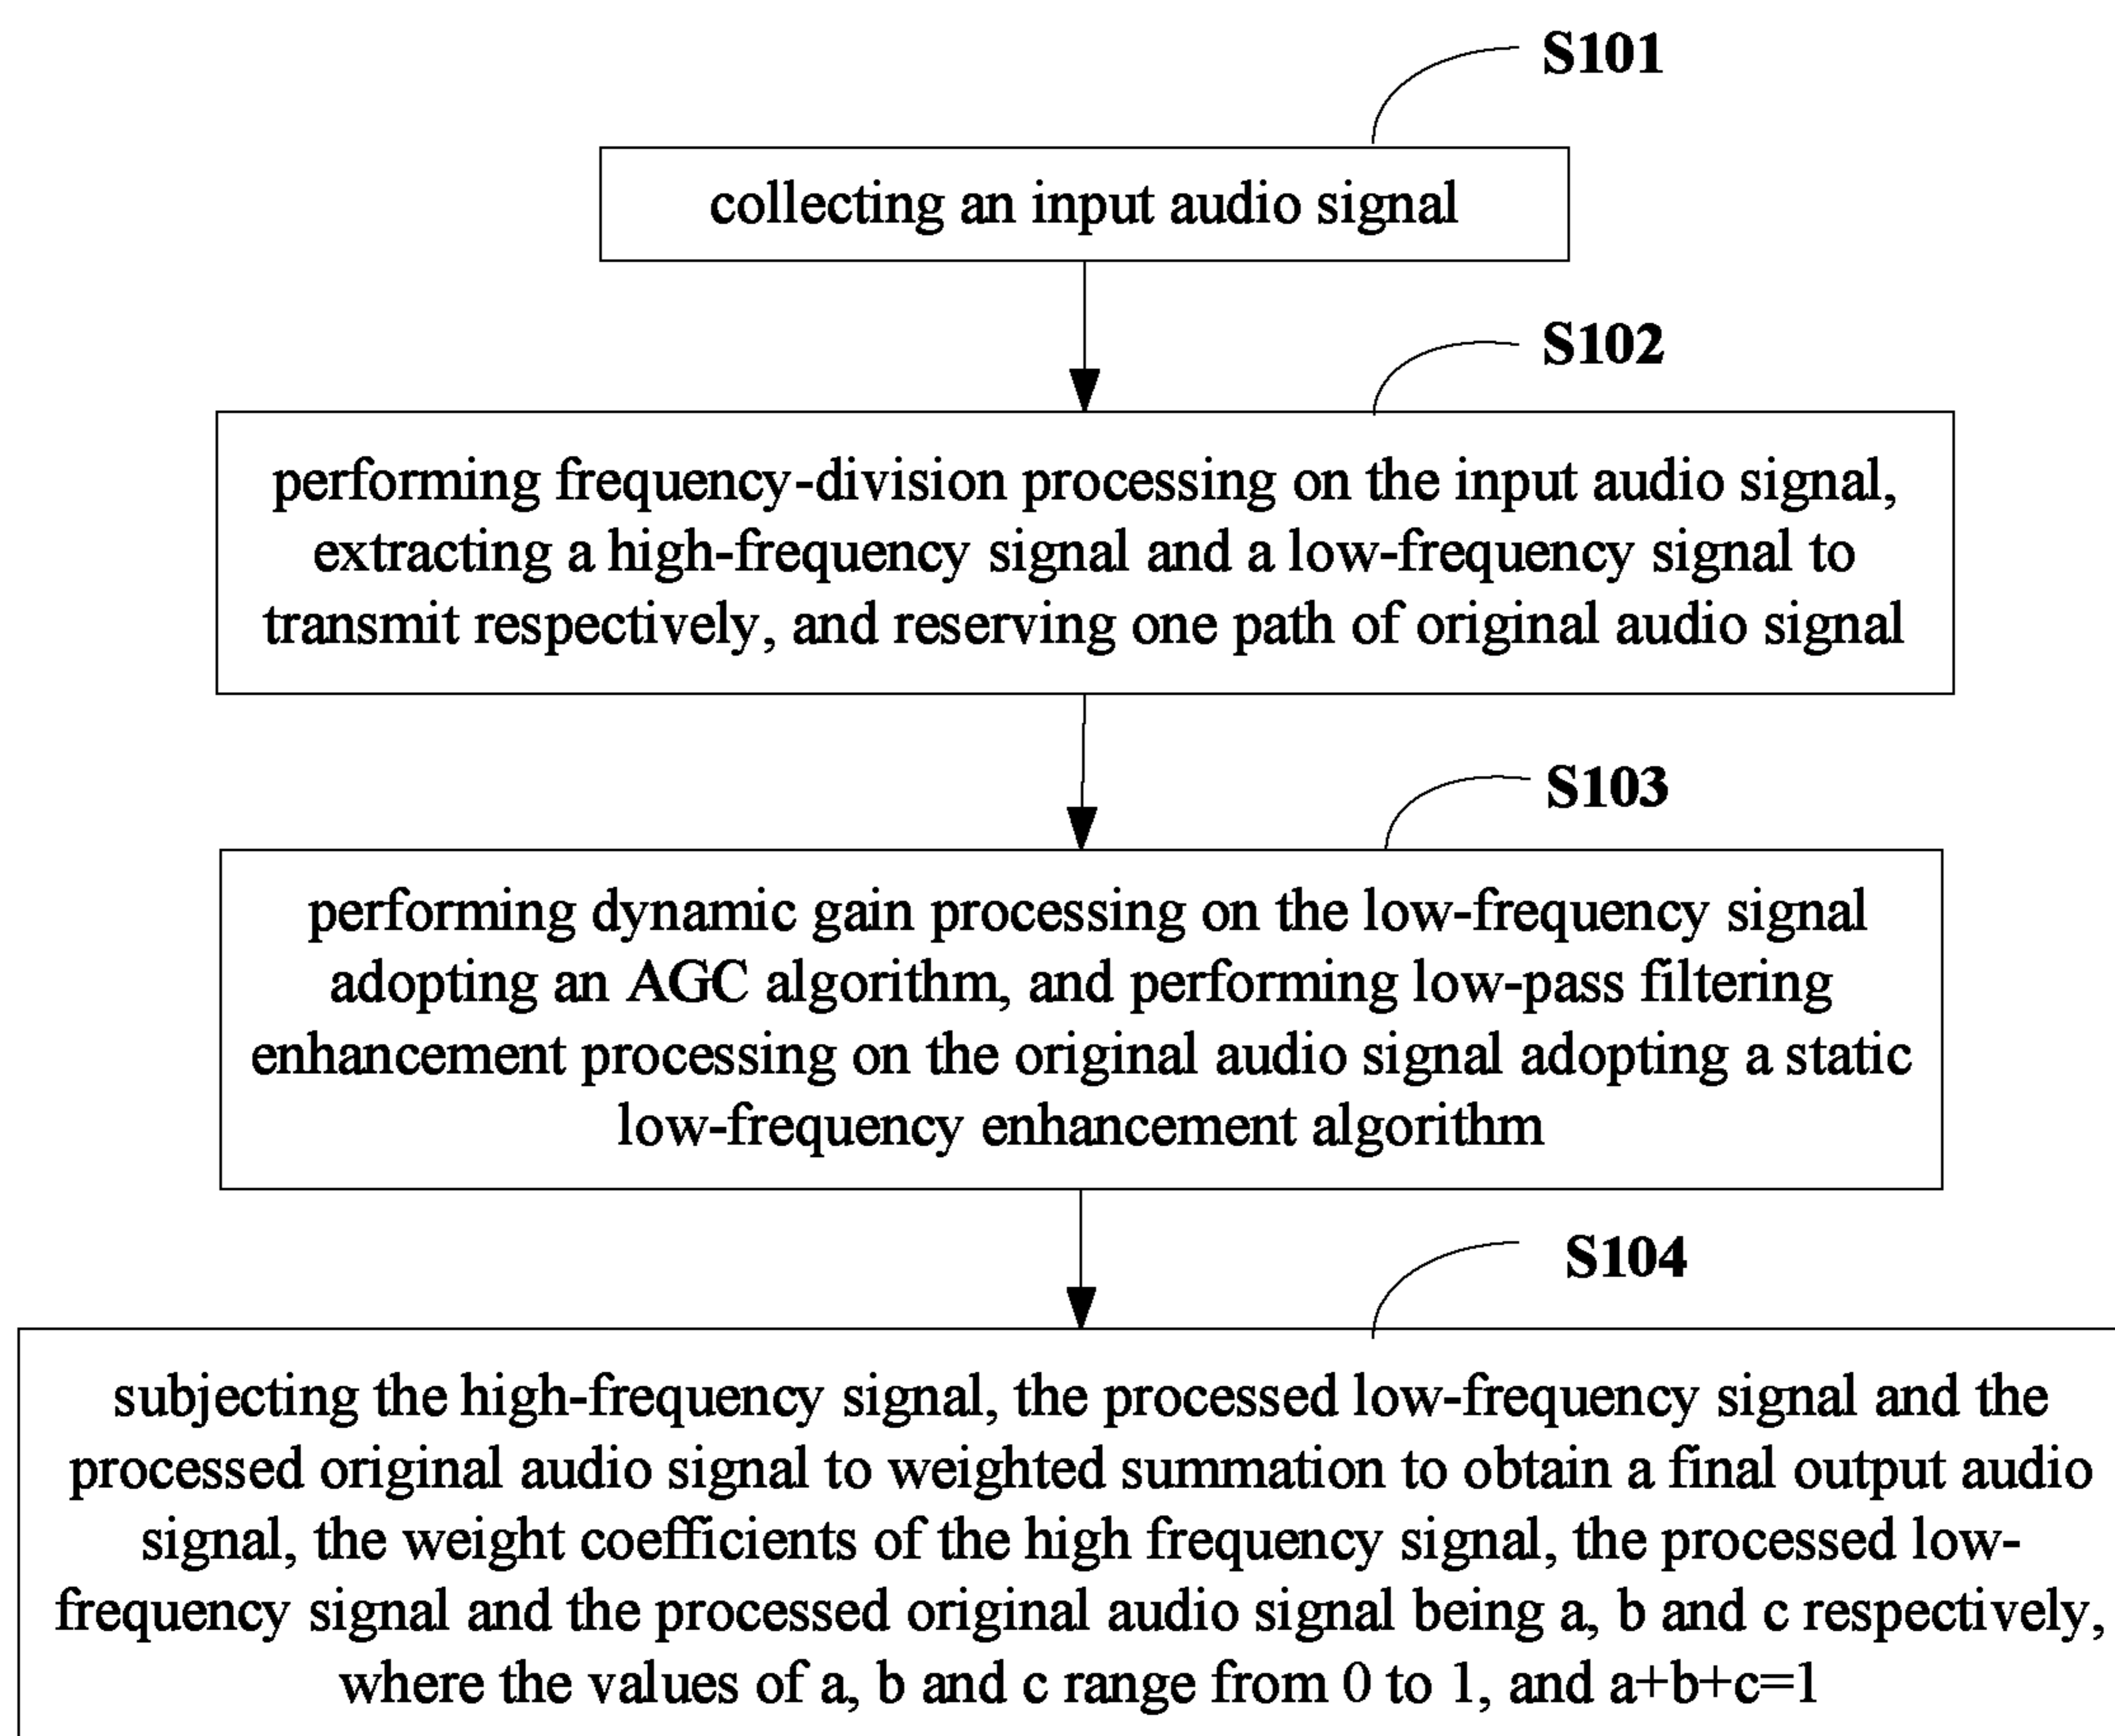 S101
collecting an input audio signal
S102
performing frequency-division processing on the input audio signal,
extracting a high-frequency signal and a low-frequency signal to
transmit respectively, and reserving one path of original audio signal
S103
performing dynamic gain processing on the low-frequency signal
adopting an AGC algorithm, and performing low-pass filtering
enhancement processing on the original audio signal adopting a static
low-frequency enhancement algorithm
S104
subjecting the high-frequency signal, the processed low-frequency signal and the
processed original audio signal to weighted summation to obtain a final output audio
signal, the weight coefficients of the high frequency signal, the processed low-
frequency signal and the processed original audio signal being a, b and c respectively,
where the values of a, b and c range from 0 to 1, and a+b+c=1